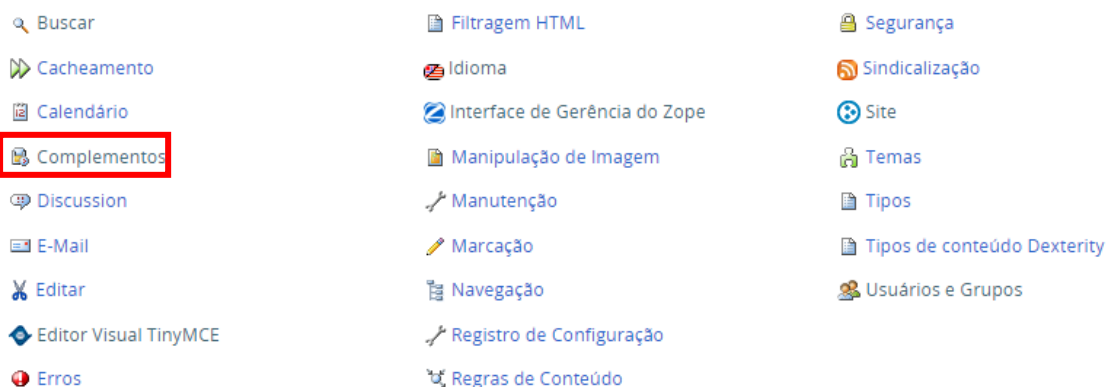 Buscar
Cacheamento
Calendário
Complementos
Discussion
E-Mail
Editar
Editor Visual TinyMCE
Erros
Filtragem HTML
Idioma
Interface de Gerência do Zope
Manipulação de Imagem
Manutenção
Marcação
Navegação
Registro de Configuração
Regras de Conteúdo
Segurança
Sindicalização
Site
Temas
Tipos
Tipos de conteúdo Dexterity
Usuários e Grupos